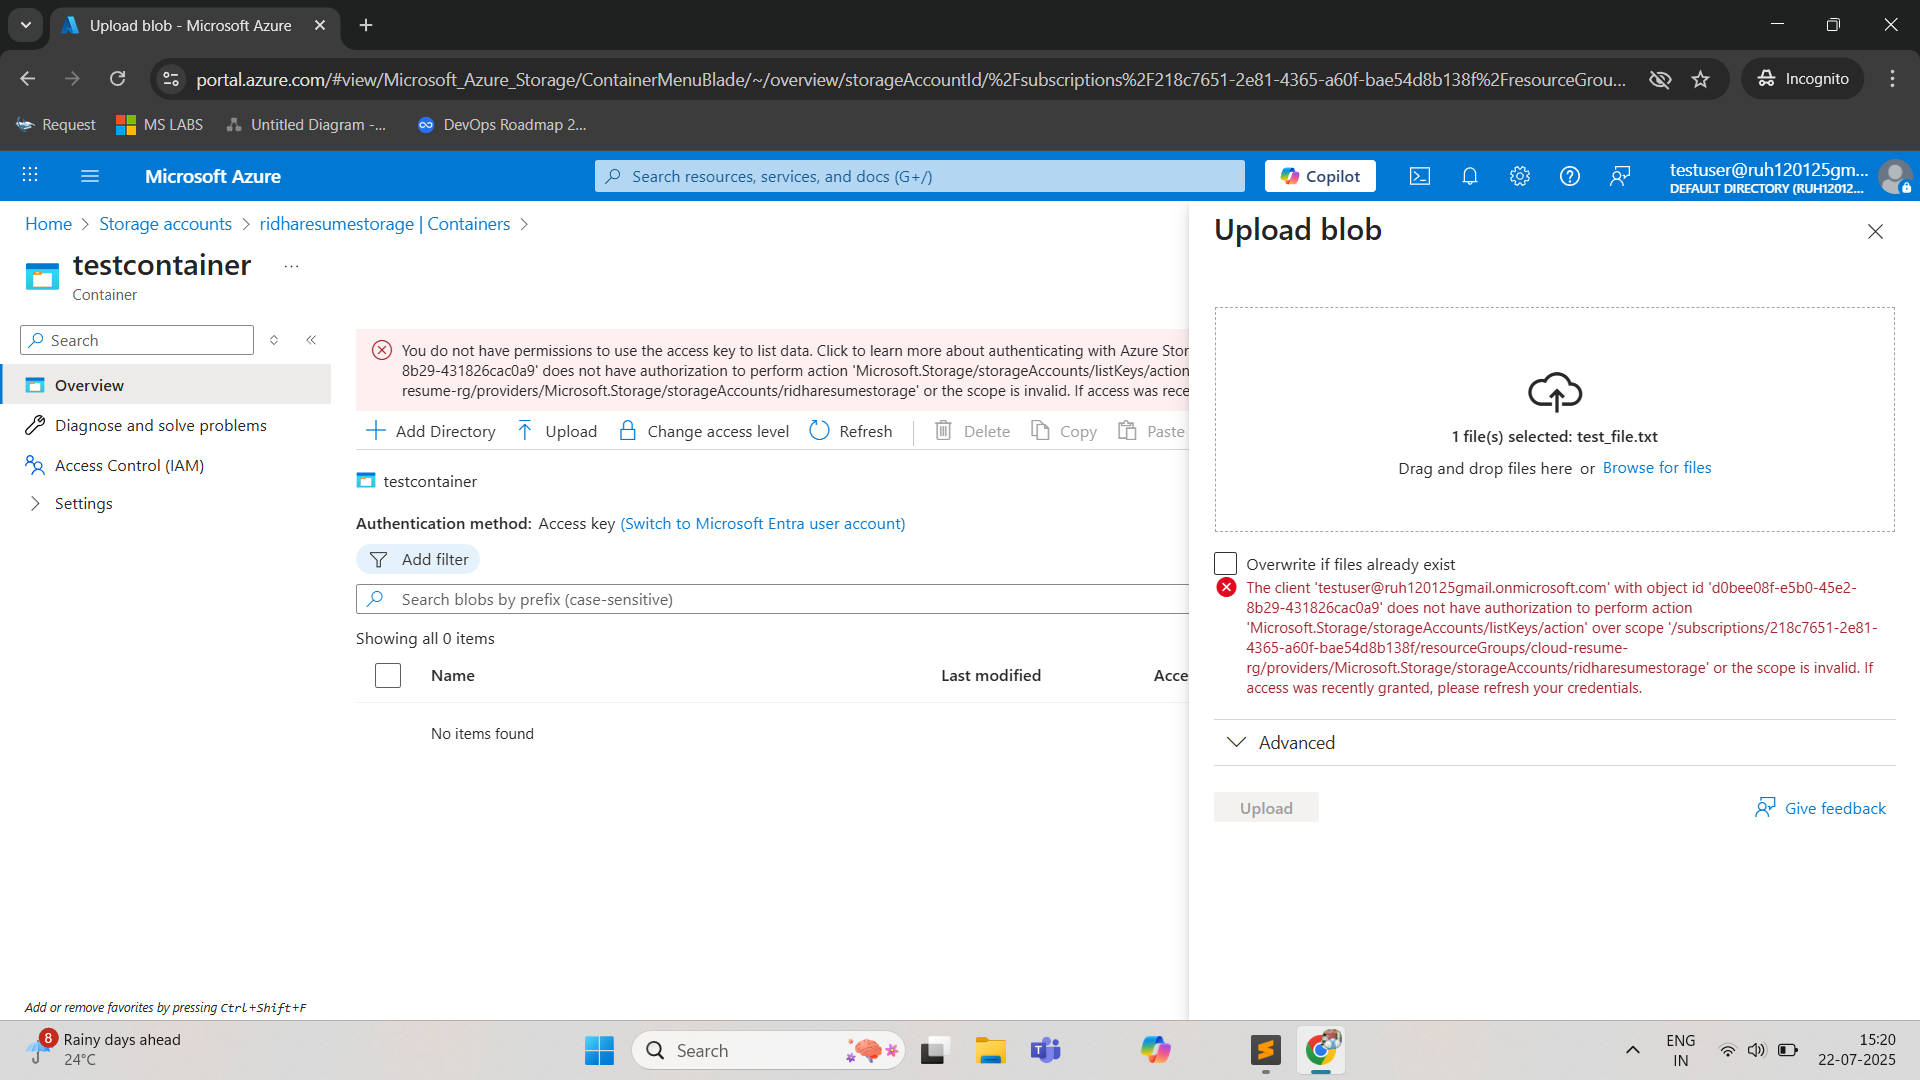 Upload blob - Microsoft Azure
portal.azure.com/#view/Microsoft_Azure_Storage/ContainerMenuBlade/~/overview/storageAccountId/%2Fsubscriptions%2F218c7651-2e81-4365-a60f-bae54d8b138f%2FresourceGrou...
Incognito
Request
MS LABS
Untitled Diagram -...
DevOps Roadmap 2...
Microsoft Azure
Search resources, services, and docs (G+/)
Copilot
testuser@ruh120125gm...
DEFAULT DIRECTORY (RUH12012...
Home > Storage accounts > ridharesumestorage | Containers >
testcontainer
...
Container
Search
Overview
Diagnose and solve problems
Access Control (IAM)
Settings
Add or remove favorites by pressing Ctrl+Shift+F
You do not have permissions to use the access key to list data. Click to learn more about authenticating with Azure Stor
8b29-431826cac0a9' does not have authorization to perform action 'Microsoft.Storage/storageAccounts/listKeys/action
resume-rg/providers/Microsoft.Storage/storageAccounts/ridharesumestorage' or the scope is invalid. If access was rece
Add Directory
Upload
Change access level
Refresh
Delete
Copy
Paste
testcontainer
Authentication method: Access key (Switch to Microsoft Entra user account)
Add filter
Search blobs by prefix (case-sensitive)
Showing all 0 items
Name
Last modified
Acce
No items found
Upload blob
1 file(s) selected: test_file.txt
Drag and drop files here or Browse for files
Overwrite if files already exist
The client 'testuser@ruh120125gmail.onmicrosoft.com' with object id 'd0bee08f-e5b0-45e2-
8b29-431826cac0a9' does not have authorization to perform action
'Microsoft.Storage/storageAccounts/listKeys/action' over scope '/subscriptions/218c7651-2e81-
4365-a60f-bae54d8b138f/resourceGroups/cloud-resume-
rg/providers/Microsoft.Storage/storageAccounts/ridharesumestorage' or the scope is invalid. If
access was recently granted, please refresh your credentials.
Advanced
Upload
Give feedback
8
Rainy days ahead
24°C
Search
ENG
IN
15:20
22-07-2025